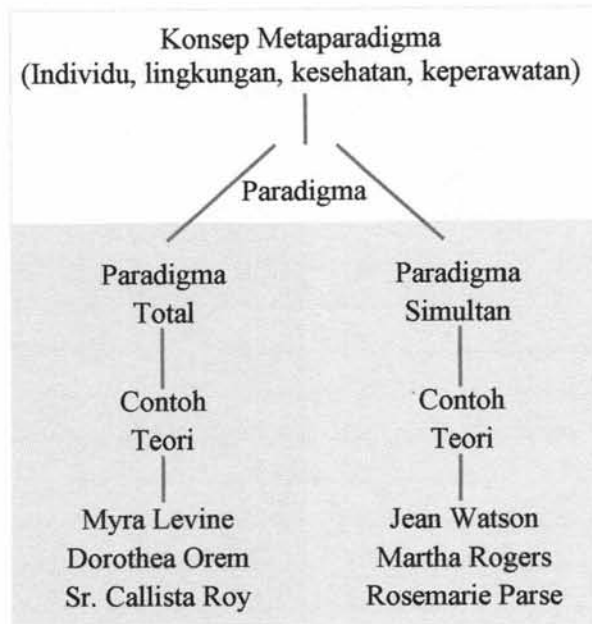 Konsep Metaparadigma
(Individu, lingkungan, kesehatan, keperawatan)
Paradigma
Paradigma
Total
Contoh
Teori
Myra Levine
Dorothea Orem
Sr. Callista Roy
Paradigma
Simultan
Contoh
Teori
Jean Watson
Martha Rogers
Rosemarie Parse